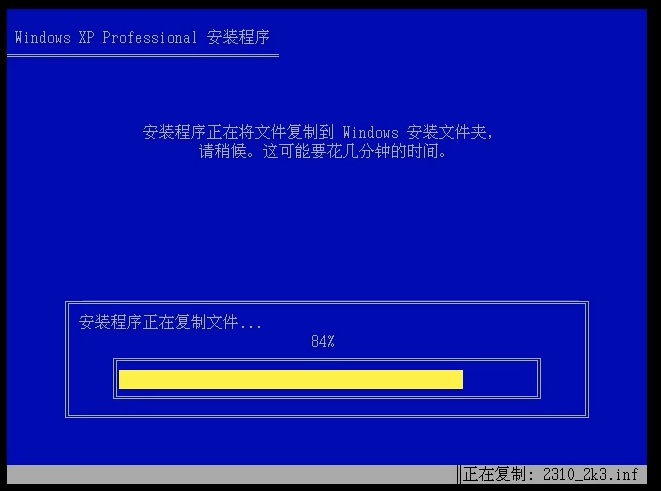 Windows XP Professional 安装程序
安装程序正在将文件复制到 Windows 安装文件夹,
请稍候。这可能要花几分钟的时间。
安装程序正在复制文件...
84%
正在复制: 2310_2k3.inf